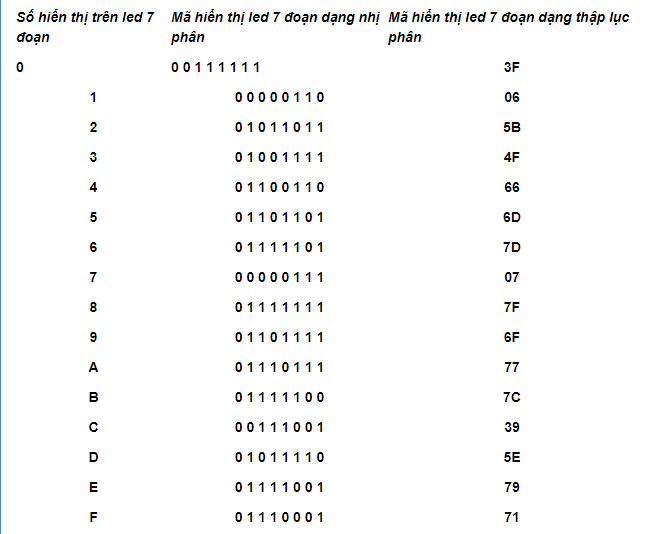 Số hiển thị trên led 7 Mã hiển thị led 7 đoạn dạng nhị Mã hiển thị led 7 đoạn dạng thập lục
đoạn phân phân
0 0 0 1 1 1 1 1 1 3F
1 0 0 0 0 0 1 1 0 06
2 0 1 0 1 1 0 1 1 5B
3 0 1 0 0 1 1 1 1 4F
4 0 1 1 0 0 1 1 0 66
5 0 1 1 0 1 1 0 1 6D
6 0 1 1 1 1 1 0 1 7D
7 0 0 0 0 0 1 1 1 07
8 0 1 1 1 1 1 1 1 7F
9 0 1 1 0 1 1 1 1 6F
A 0 1 1 1 0 1 1 1 77
B 0 1 1 1 1 1 0 0 7C
C 0 0 1 1 1 0 0 1 39
D 0 1 0 1 1 1 1 0 5E
E 0 1 1 1 1 0 0 1 79
F 0 1 1 1 0 0 0 1 71